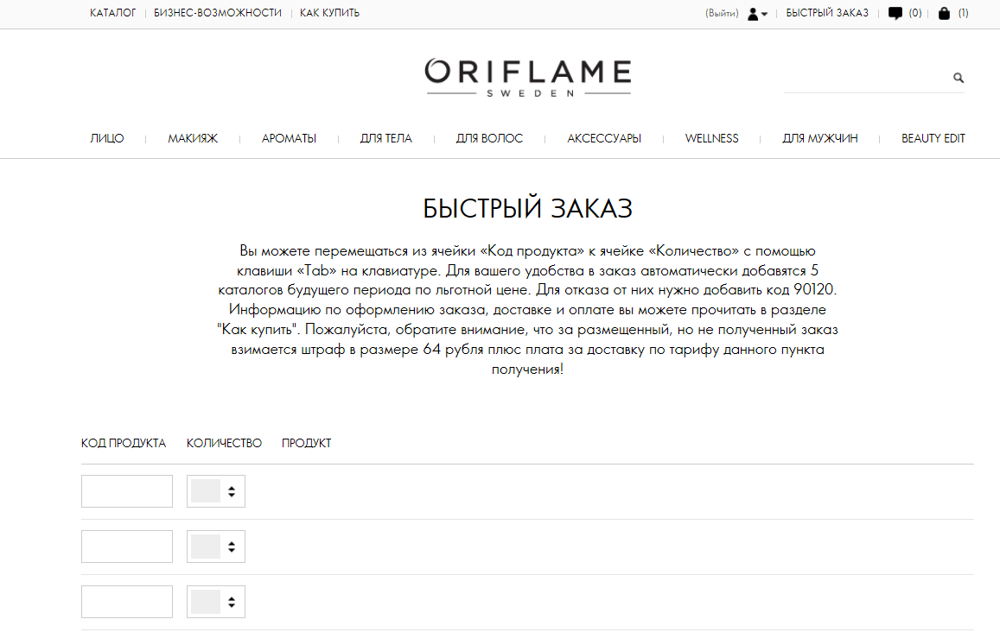 КАТАЛОГ БИЗНЕС-ВОЗМОЖНОСТИ КАК КУПИТЬ (Выйти) БЫСТРЫЙ ЗАКАЗ (0) (1)
ORIFLAME
SWEDEN
ЛИЦО МАКИЯЖ АРОМАТЫ ДЛЯ ТЕЛА ДЛЯ ВОЛОС АКСЕССУАРЫ WELLNESS ДЛЯ МУЖЧИН BEAUTY EDIT
БЫСТРЫЙ ЗАКАЗ
Вы можете перемещаться из ячейки «Код продукта» к ячейке «Количество» с помощью
клавиши «Tab» на клавиатуре. Для вашего удобства в заказ автоматически добавятся 5
каталогов будущего периода по льготной цене. Для отказа от них нужно добавить код 90120.
Информацию по оформлению заказа, доставке и оплате вы можете прочитать в разделе
"Как купить". Пожалуйста, обратите внимание, что за размещенный, но не полученный заказ
взимается штраф в размере 64 рубля плюс плата за доставку по тарифу данного пункта
получения!
КОД ПРОДУКТА КОЛИЧЕСТВО ПРОДУКТ